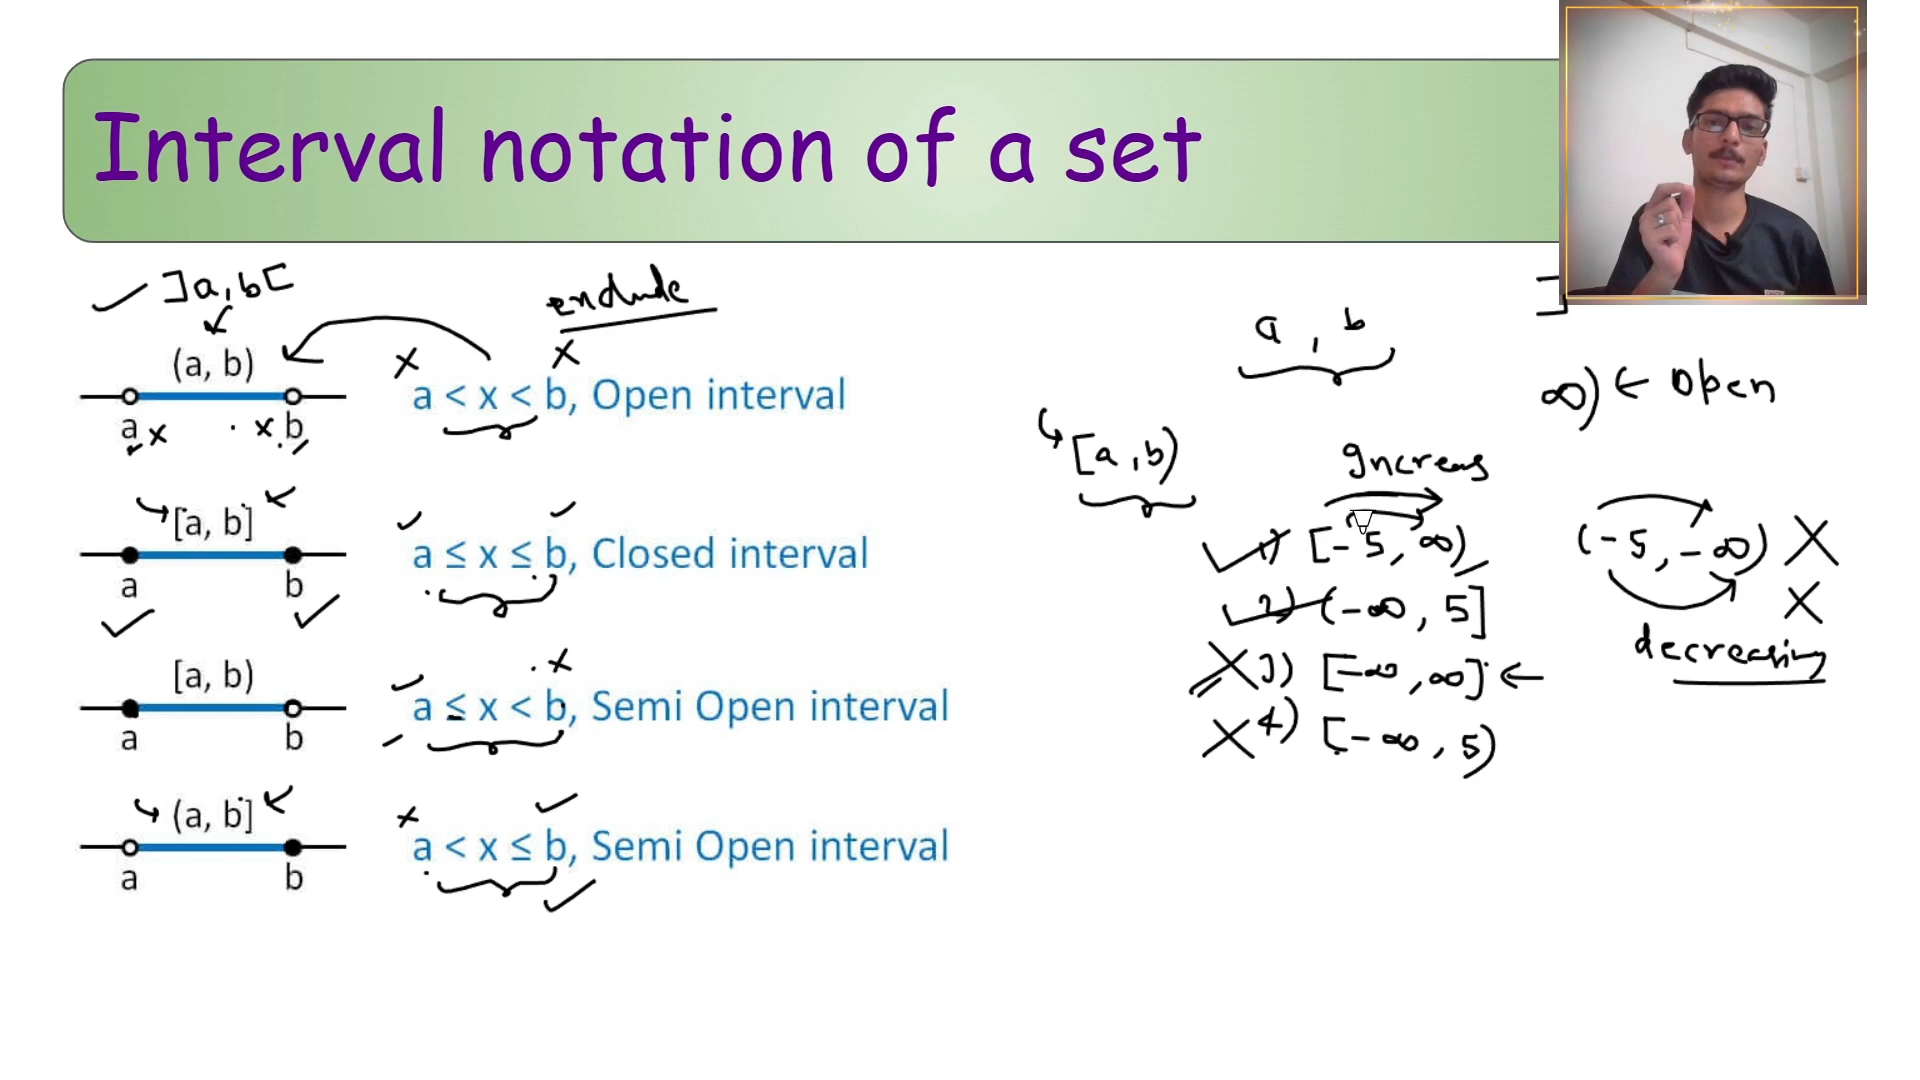 Interval notation of a set
]a,b[
exclude
(a, b)
a < x < b, Open interval
a b
[a, b]
a ≤ x ≤ b, Closed interval
a b
[a, b)
a ≤ x < b, Semi Open interval
a b
(a, b]
a < x ≤ b, Semi Open interval
a b
a , b
∞) ← Open
[a,b)
Increas
1) [-5, ∞)
2) (-∞, 5]
3) [-∞,∞] ←
4) [-∞, 5)
(-5, -∞) X
X
decreasing